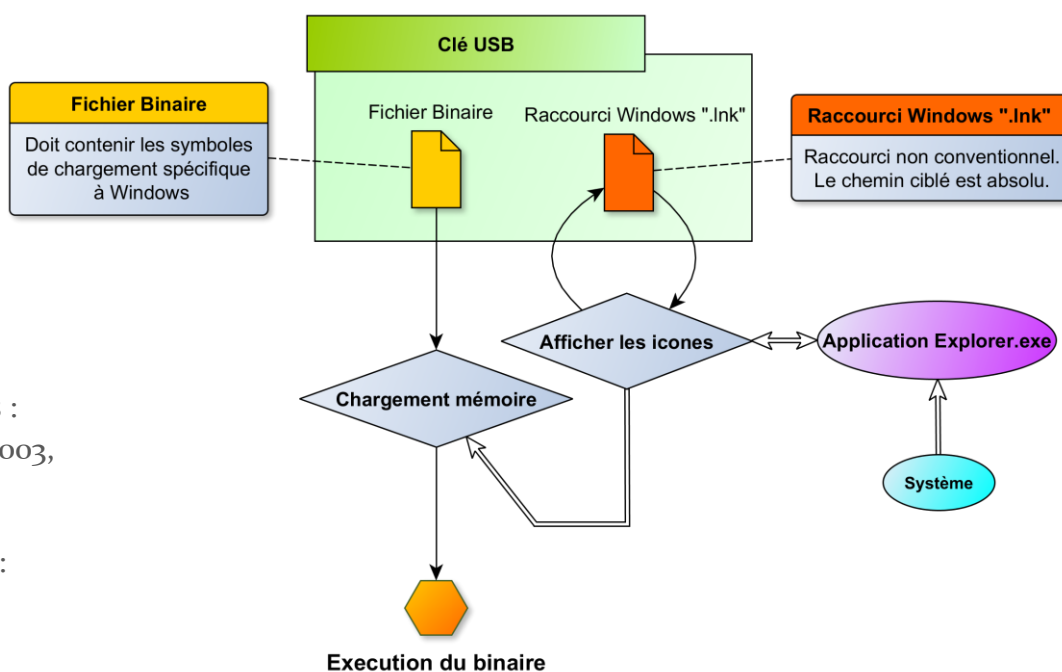 Clé USB
Fichier Binaire
Doit contenir les symboles
de chargement spécifique
à Windows
Fichier Binaire
Raccourci Windows ".lnk"
Raccourci Windows ".lnk"
Raccourci non conventionnel.
Le chemin ciblé est absolu.
Afficher les icones
Application Explorer.exe
Chargement mémoire
Système
:
003,
:
Execution du binaire